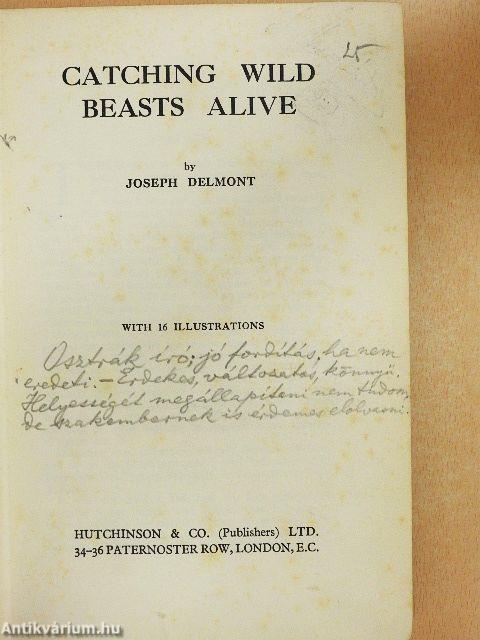 25
CATCHING WILD
BEASTS ALIVE
by
JOSEPH DELMONT
WITH 16 ILLUSTRATIONS
Osztrák író; jó fordítás, ha nem
eredeti. – Érdekes, változatos, könnyű.
Helyességét megállapítani nem tudom,
de szakembernek is érdemes elolvasni.
HUTCHINSON & CO. (Publishers) LTD.
34-36 PATERNOSTER ROW, LONDON, E.C.
Antikvárium.hu